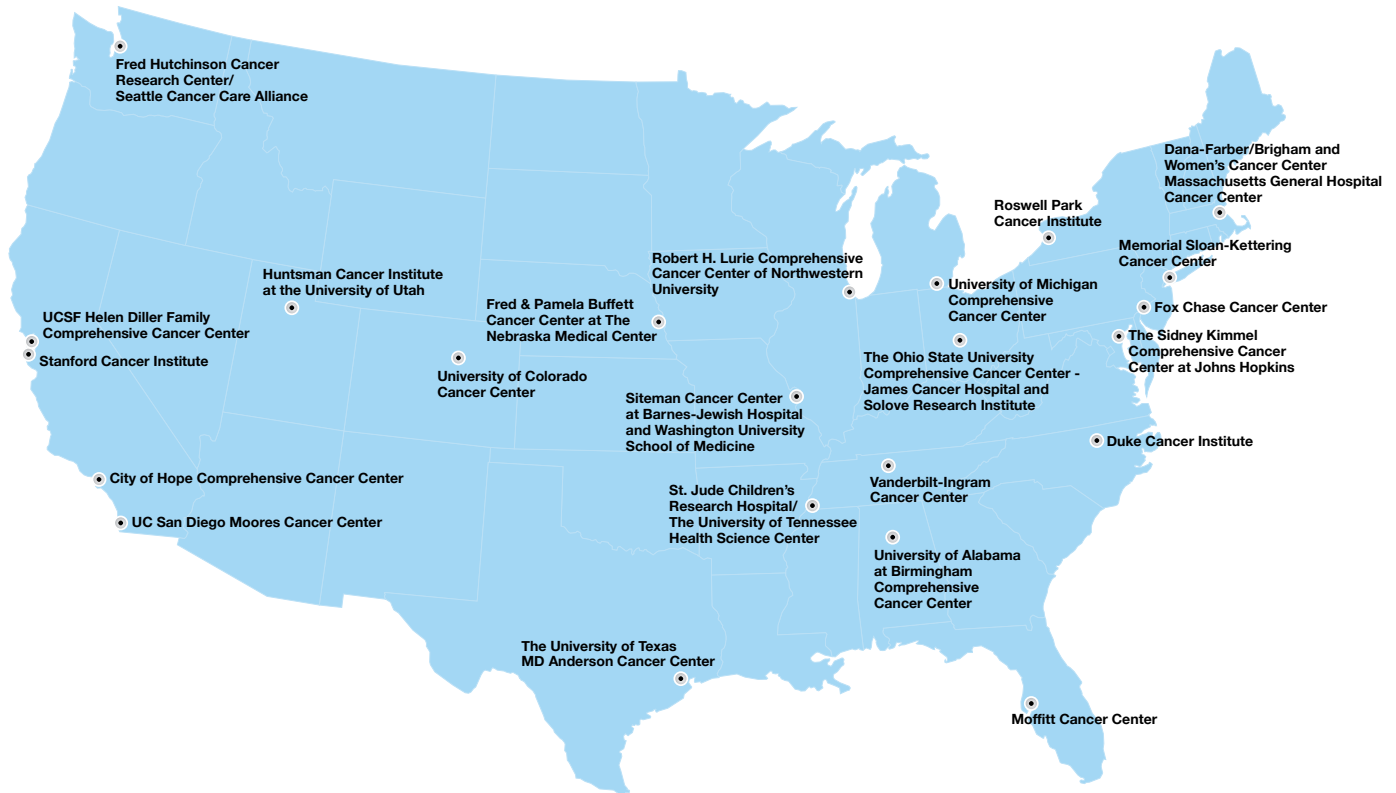 Fred Hutchinson Cancer
Research Center/
Seattle Cancer Care Alliance
Dana-Farber/Brigham and
Women's Cancer Center
Massachusetts General Hospital
Cancer Center
Roswell Park
Cancer Institute
Memorial Sloan-Kettering
Cancer Center
Robert H. Lurie Comprehensive
Cancer Center of Northwestern
University
Huntsman Cancer Institute
at the University of Utah
University of Michigan
Comprehensive
Cancer Center
Fred & Pamela Buffett
Cancer Center at The
Nebraska Medical Center
Fox Chase Cancer Center
UCSF Helen Diller Family
Comprehensive Cancer Center
Stanford Cancer Institute
The Sidney Kimmel
Comprehensive Cancer
Center at Johns Hopkins
The Ohio State University
Comprehensive Cancer Center -
James Cancer Hospital and
Solove Research Institute
University of Colorado
Cancer Center
Siteman Cancer Center
at Barnes-Jewish Hospital
and Washington University
School of Medicine
Duke Cancer Institute
City of Hope Comprehensive Cancer Center
Vanderbilt-Ingram
Cancer Center
St. Jude Children's
Research Hospital/
The University of Tennessee
Health Science Center
UC San Diego Moores Cancer Center
University of Alabama
at Birmingham
Comprehensive
Cancer Center
The University of Texas
MD Anderson Cancer Center
Moffitt Cancer Center